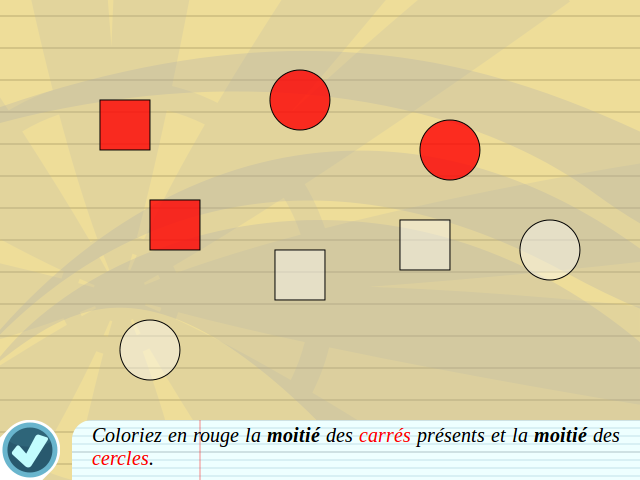 Coloriez en rouge la moitié des carrés présents et la moitié des
cercles.